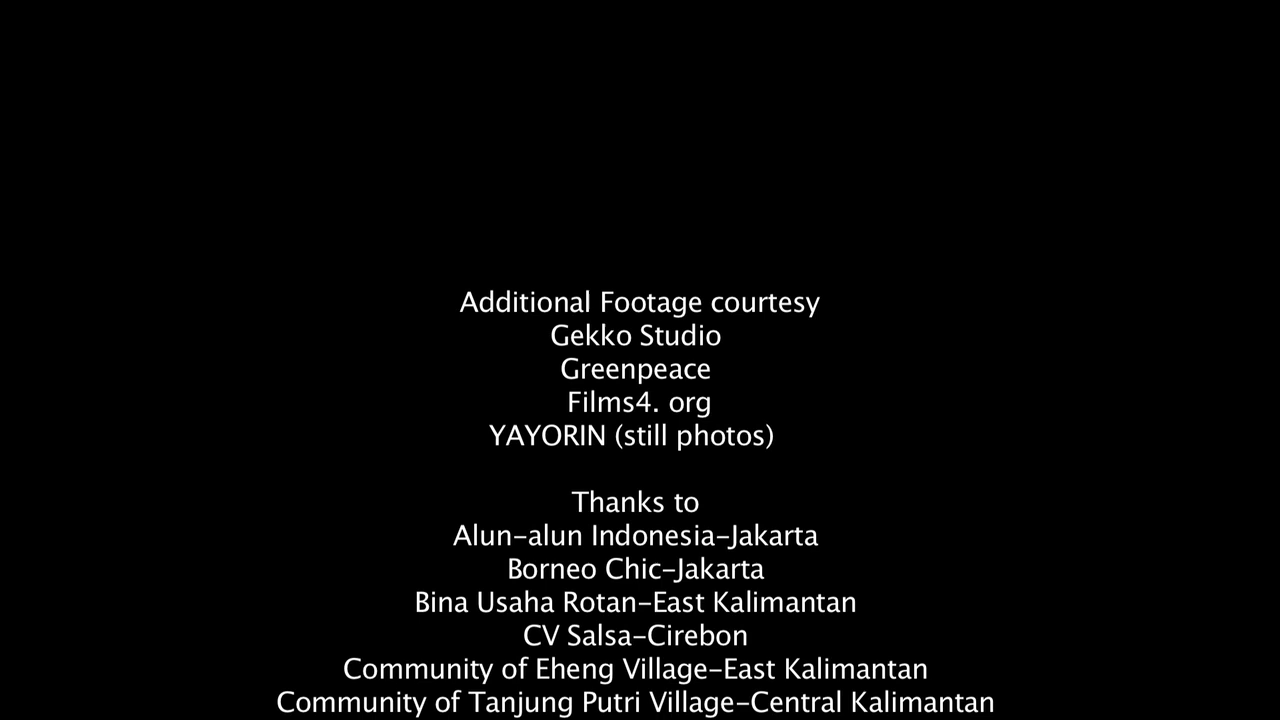 Additional Footage courtesy
Gekko Studio
Greenpeace
Films4. org
YAYORIN (still photos)
Thanks to
Alun-alun Indonesia-Jakarta
Borneo Chic-Jakarta
Bina Usaha Rotan-East Kalimantan
CV Salsa-Cirebon
Community of Eheng Village-East Kalimantan
Community of Tanjung Putri Village-Central Kalimantan